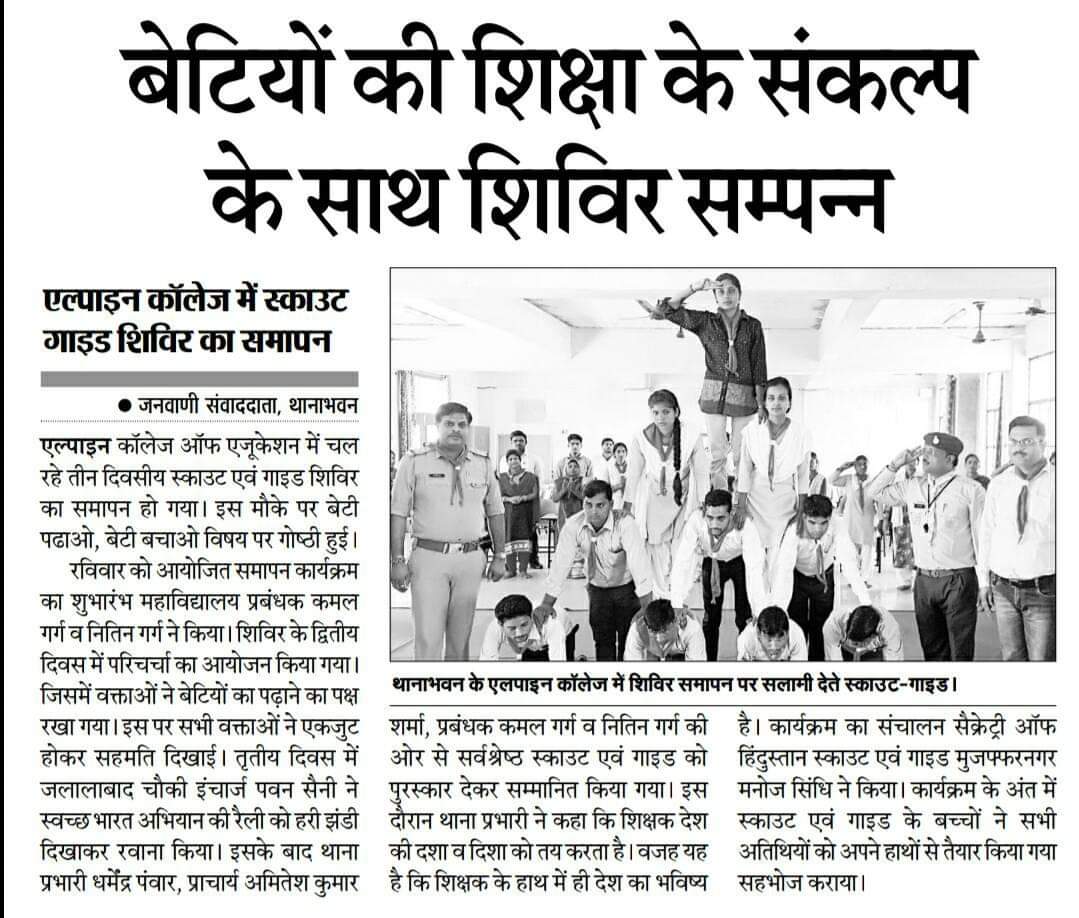 बेटियों की शिक्षा के संकल्प
के साथ शिविर सम्पन्न
एल्पाइन कॉलेज में स्काउट
गाइड शिविर का समापन
● जनवाणी संवाददाता, थानाभवन
एल्पाइन कॉलेज ऑफ एजूकेशन में चल
रहे तीन दिवसीय स्काउट एवं गाइड शिविर
का समापन हो गया। इस मौके पर बेटी
पढाओ, बेटी बचाओ विषय पर गोष्ठी हुई।
रविवार को आयोजित समापन कार्यक्रम
का शुभारंभ महाविद्यालय प्रबंधक कमल
गर्ग व नितिन गर्ग ने किया। शिविर के द्वितीय
दिवस में परिचर्चा का आयोजन किया गया।
जिसमें वक्ताओं ने बेटियों का पढ़ाने का पक्ष
रखा गया। इस पर सभी वक्ताओं ने एकजुट
होकर सहमति दिखाई। तृतीय दिवस में
जलालाबाद चौकी इंचार्ज पवन सैनी ने
स्वच्छ भारत अभियान की रैली को हरी झंडी
दिखाकर रवाना किया। इसके बाद थाना
प्रभारी धर्मेंद्र पंवार, प्राचार्य अमितेश कुमार
थानाभवन के एलपाइन कॉलेज में शिविर समापन पर सलामी देते स्काउट-गाइड।
शर्मा, प्रबंधक कमल गर्ग व नितिन गर्ग की
ओर से सर्वश्रेष्ठ स्काउट एवं गाइड को
पुरस्कार देकर सम्मानित किया गया। इस
दौरान थाना प्रभारी ने कहा कि शिक्षक देश
की दशा व दिशा को तय करता है। वजह यह
है कि शिक्षक के हाथ में ही देश का भविष्य
है। कार्यक्रम का संचालन सैक्रेट्री ऑफ
हिंदुस्तान स्काउट एवं गाइड मुजफ्फरनगर
मनोज सिंधि ने किया। कार्यक्रम के अंत में
स्काउट एवं गाइड के बच्चों ने सभी
अतिथियों को अपने हाथों से तैयार किया गया
सहभोज कराया।